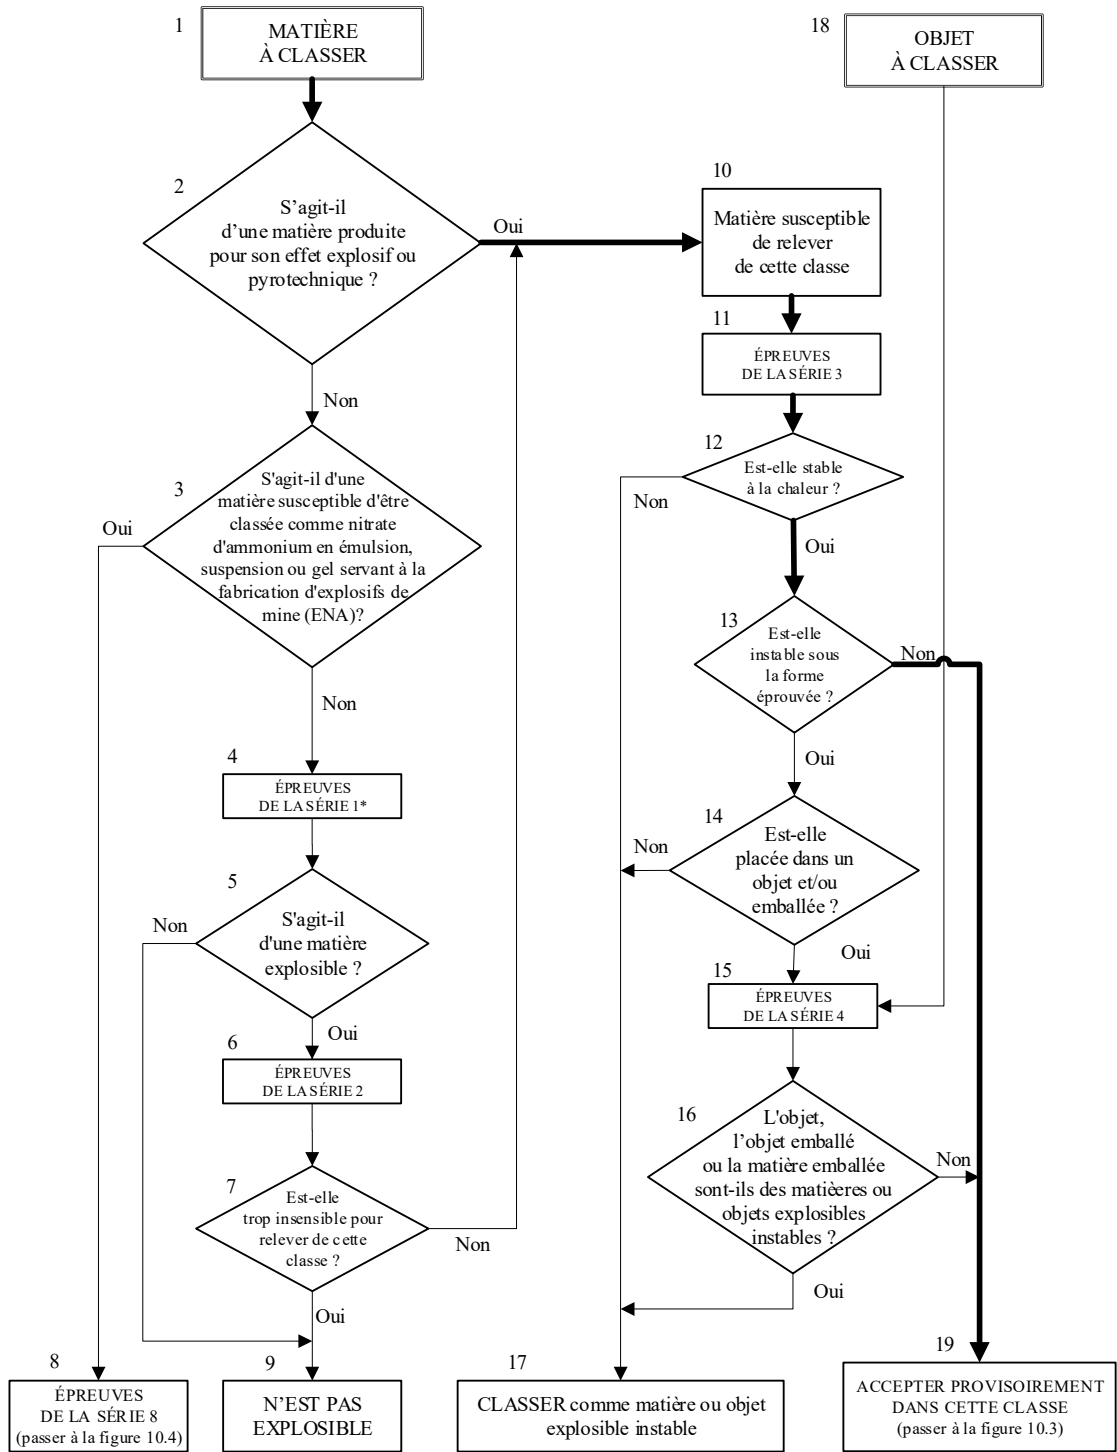 1
MATIÈRE
À CLASSER
2
S’agit-il
d’une matière produite
pour son effet explosif ou
pyrotechnique ?
Oui
Non
3
S'agit-il d'une
matière susceptible d'être
classée comme nitrate
d'ammonium en émulsion,
suspension ou gel servant à la
fabrication d'explosifs de
mine (ENA)?
Oui
Non
4
ÉPREUVES
DE LA SÉRIE 1*
5
S'agit-il
d'une matière
explosible ?
Non
Oui
6
ÉPREUVES
DE LA SÉRIE 2
7
Est-elle
trop insensible pour
relever de cette
classe ?
Non
Oui
8
ÉPREUVES
DE LA SÉRIE 8
(passer à la figure 10.4)
9
N’EST PAS
EXPLOSIBLE
10
Matière susceptible
de relever
de cette classe
11
ÉPREUVES
DE LA SÉRIE 3
12
Est-elle stable
à la chaleur ?
Non
Oui
13
Est-elle
instable sous
la forme
éprouvée ?
Non
Oui
14
Est-elle
placée dans un
objet et/ou
emballée ?
Non
Oui
15
ÉPREUVES
DE LA SÉRIE 4
16
L'objet,
l’objet emballé
ou la matière emballée
sont-ils des matièeres ou
objets explosibles
instables ?
Non
Oui
17
CLASSER comme matière ou objet
explosible instable
18
OBJET
À CLASSER
19
ACCEPTER PROVISOIREMENT
DANS CETTE CLASSE
(passer à la figure 10.3)